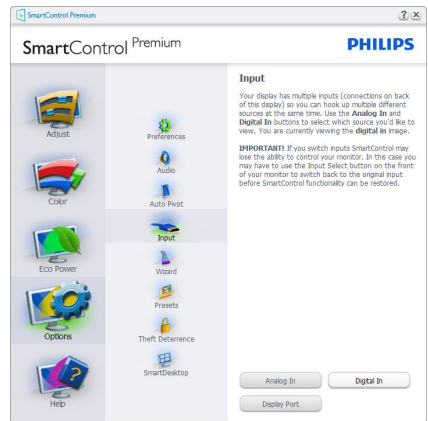 SmartControl Premium
SmartControl Premium
PHILIPS
Adjust
Color
Eco Power
Options
Help
Preferences
Audio
Auto Pivot
Input
Wizard
Presets
Theft Deterrence
SmartDesktop
Input
Your display has multiple inputs (connections on back
of this display) so you can hook up multiple different
sources at the same time. Use the Analog In and
Digital In buttons to select which source you'd like to
view. You are currently viewing the digital in image.
IMPORTANT! If you switch inputs SmartControl may
lose the ability to control your monitor. In this case you
may have to use the Input Select button on the front
of your monitor to switch back to the original input
before SmartControl functionality can be restored.
Analog In
Digital In
Display Port